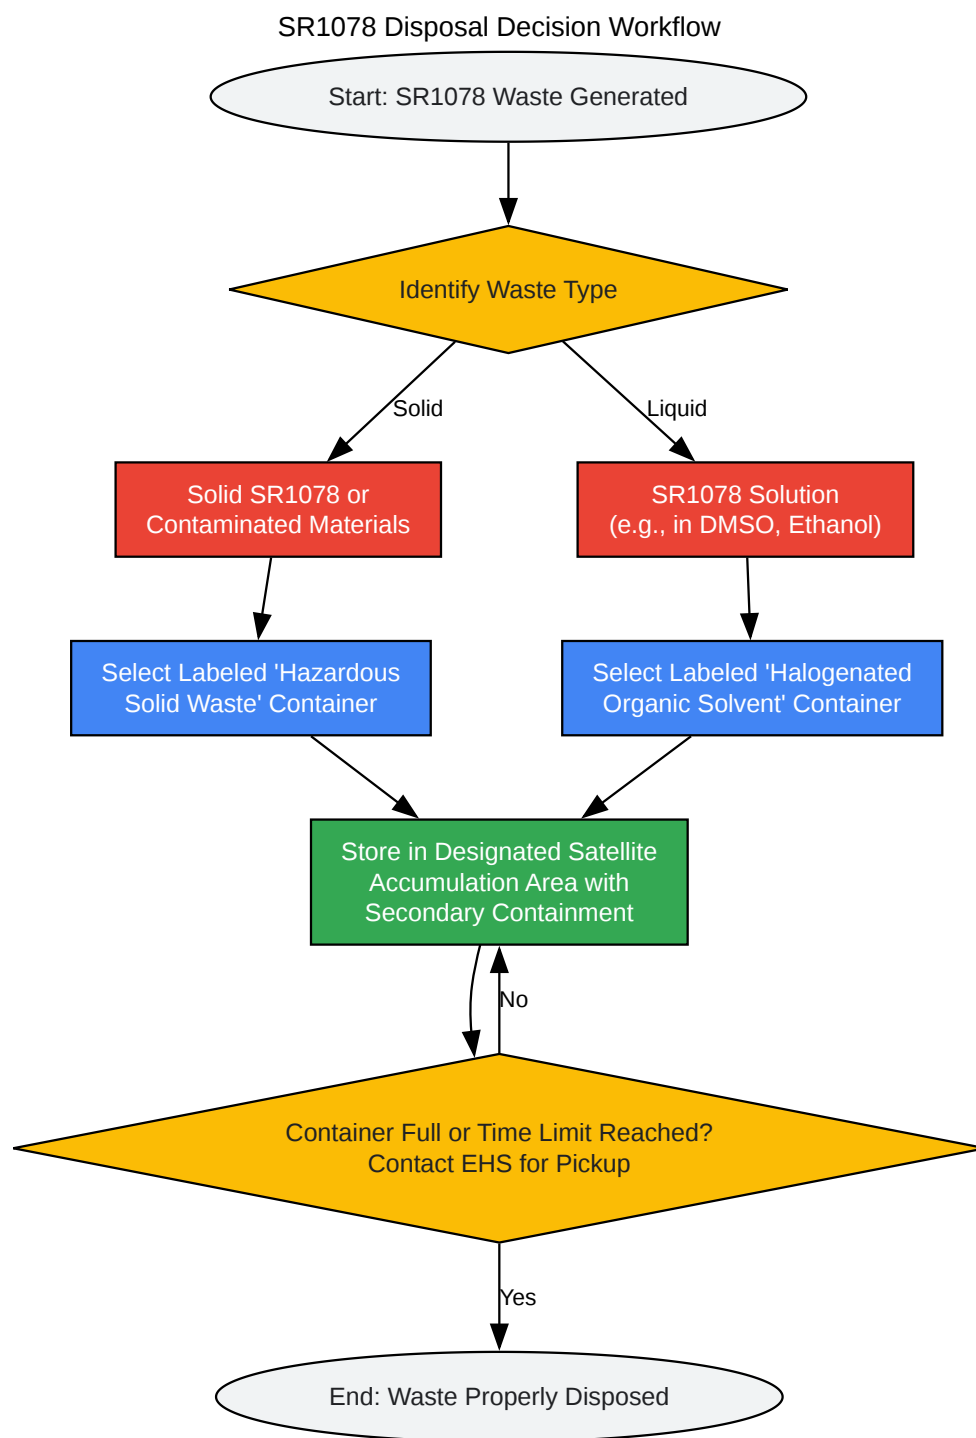 SR1078 Disposal Decision Workflow
Start: SR1078 Waste Generated
Identify Waste Type
Solid
Liquid
Solid SR1078 or
Contaminated Materials
SR1078 Solution
(e.g., in DMSO, Ethanol)
Select Labeled 'Hazardous
Solid Waste' Container
Select Labeled 'Halogenated
Organic Solvent' Container
Store in Designated Satellite
Accumulation Area with
Secondary Containment
No
Container Full or Time Limit Reached?
Contact EHS for Pickup
Yes
End: Waste Properly Disposed